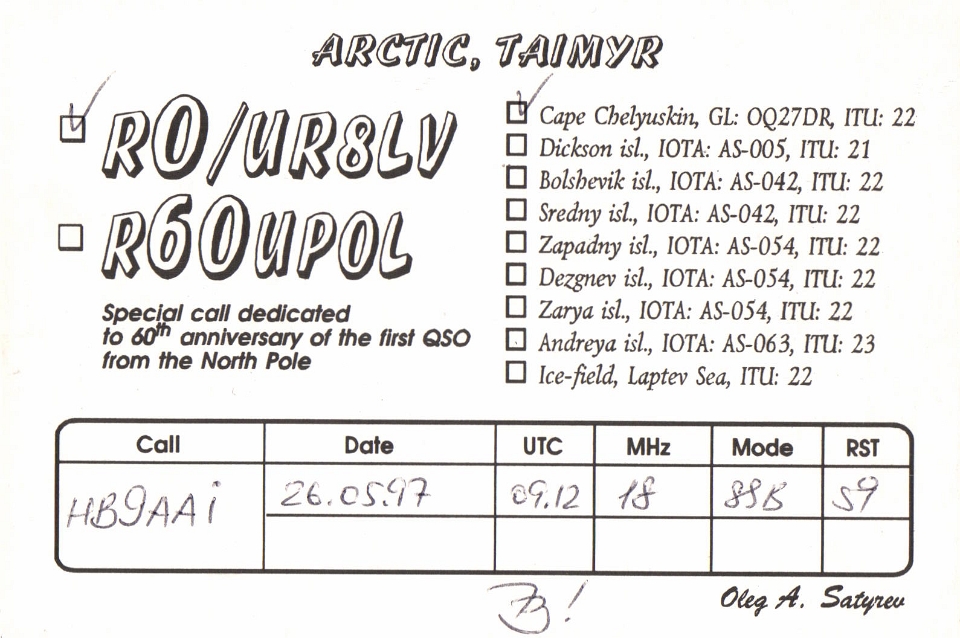 ARCTIC, TAIMYR
R0/UR8LV
R60UPOL
Special call dedicated
to 60th anniversary of the first QSO
from the North Pole
Cape Chelyuskin, GL: OQ27DR, ITU: 22
Dickson isl., IOTA: AS-005, ITU: 21
Bolshevik isl., IOTA: AS-042, ITU: 22
Sredny isl., IOTA: AS-042, ITU: 22
Zapadny isl., IOTA: AS-054, ITU: 22
Dezgnev isl., IOTA: AS-054, ITU: 22
Zarya isl., IOTA: AS-054, ITU: 22
Andreya isl., IOTA: AS-063, ITU: 23
Ice-field, Laptev Sea, ITU: 22
Call Date UTC MHz Mode RST
HB9AAi 26.05.97 09.12 18 SSB 59
73!
Oleg A. Satyrev